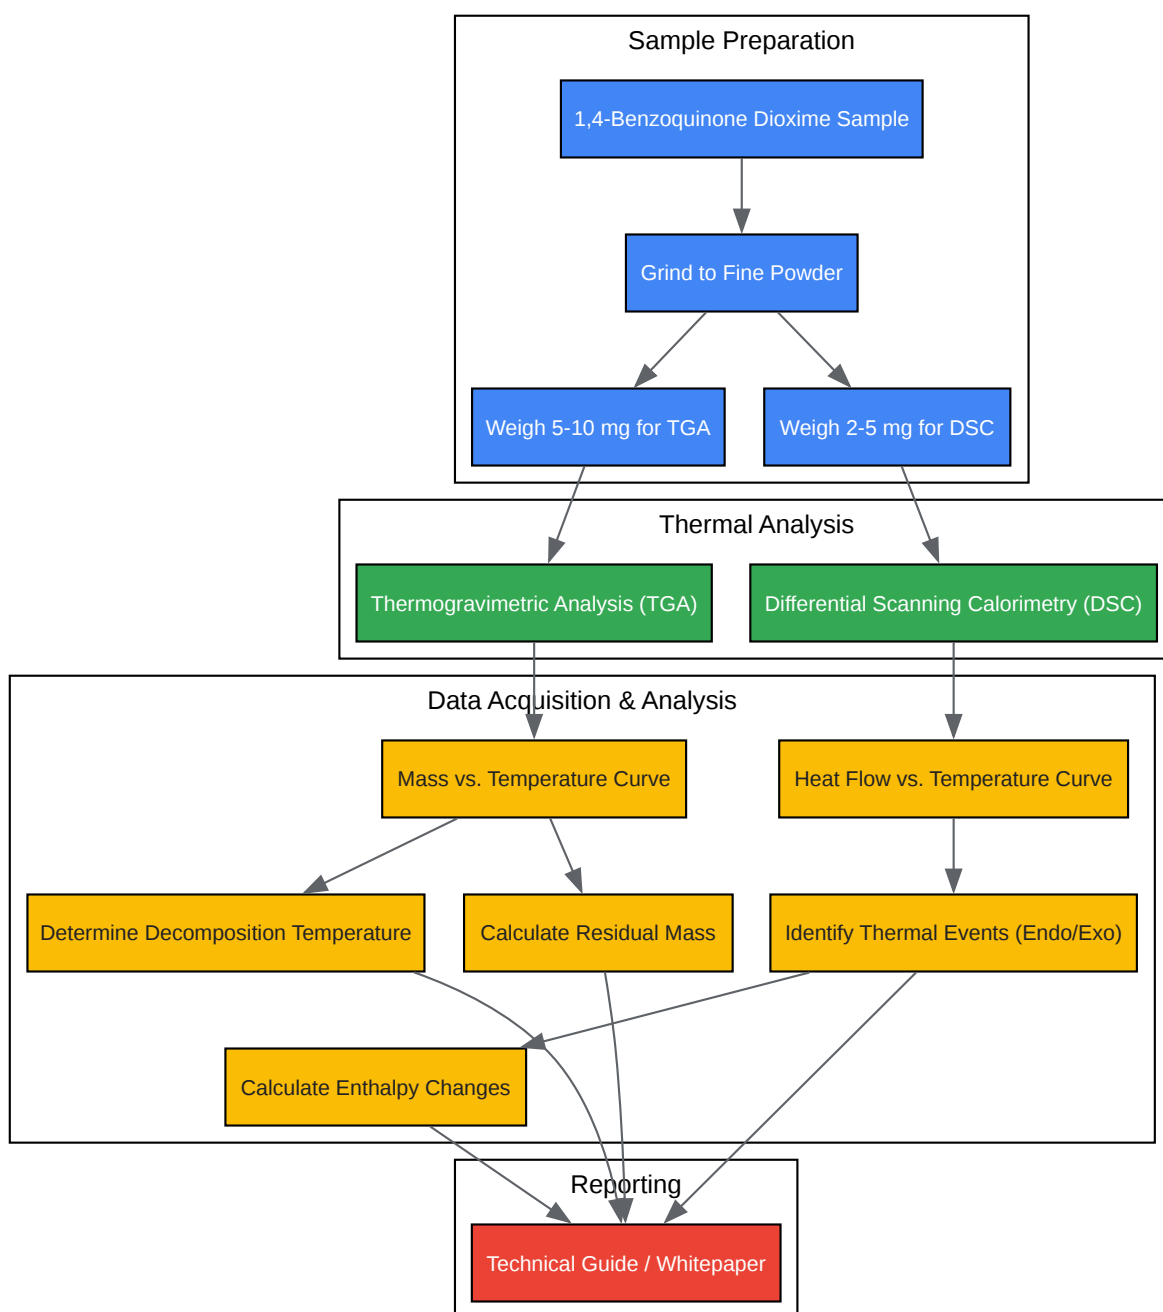 Sample Preparation
1,4-Benzoquinone Dioxime Sample
Grind to Fine Powder
Weigh 5-10 mg for TGA
Weigh 2-5 mg for DSC
Thermal Analysis
Thermogravimetric Analysis (TGA)
Differential Scanning Calorimetry (DSC)
Data Acquisition & Analysis
Mass vs. Temperature Curve
Heat Flow vs. Temperature Curve
Determine Decomposition Temperature
Calculate Residual Mass
Identify Thermal Events (Endo/Exo)
Calculate Enthalpy Changes
Reporting
Technical Guide / Whitepaper